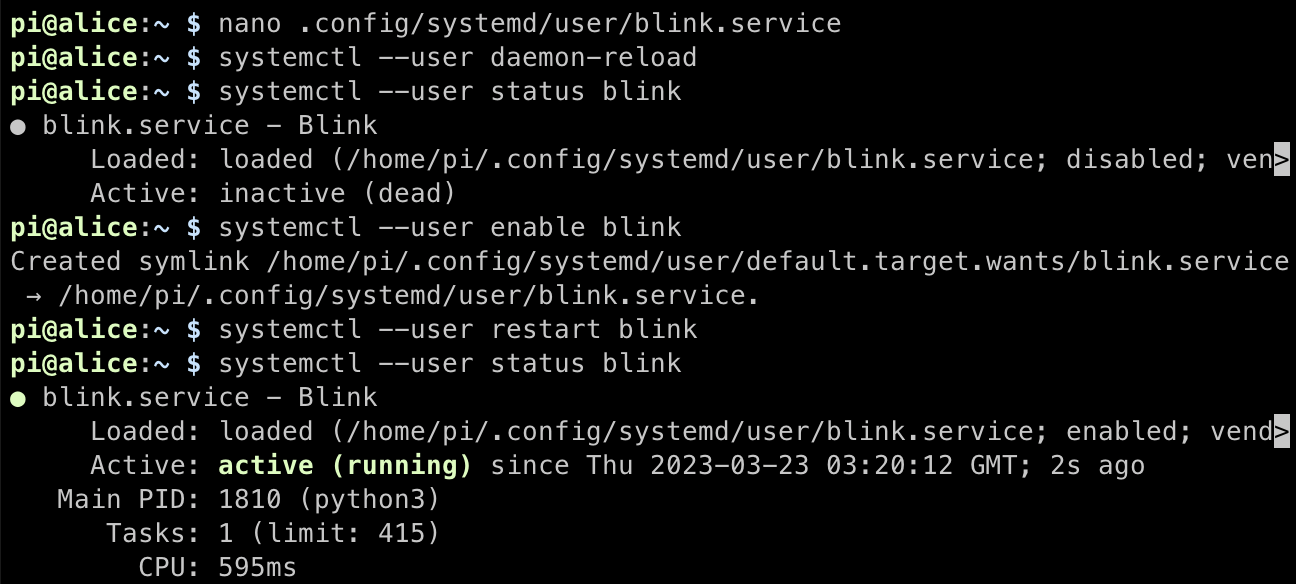 pi@alice:~ $ nano .config/systemd/user/blink.service
pi@alice:~ $ systemctl --user daemon-reload
pi@alice:~ $ systemctl --user status blink
● blink.service - Blink
     Loaded: loaded (/home/pi/.config/systemd/user/blink.service; disabled; ven>
     Active: inactive (dead)
pi@alice:~ $ systemctl --user enable blink
Created symlink /home/pi/.config/systemd/user/default.target.wants/blink.service
 → /home/pi/.config/systemd/user/blink.service.
pi@alice:~ $ systemctl --user restart blink
pi@alice:~ $ systemctl --user status blink
● blink.service - Blink
     Loaded: loaded (/home/pi/.config/systemd/user/blink.service; enabled; vend>
     Active: active (running) since Thu 2023-03-23 03:20:12 GMT; 2s ago
   Main PID: 1810 (python3)
      Tasks: 1 (limit: 415)
        CPU: 595ms